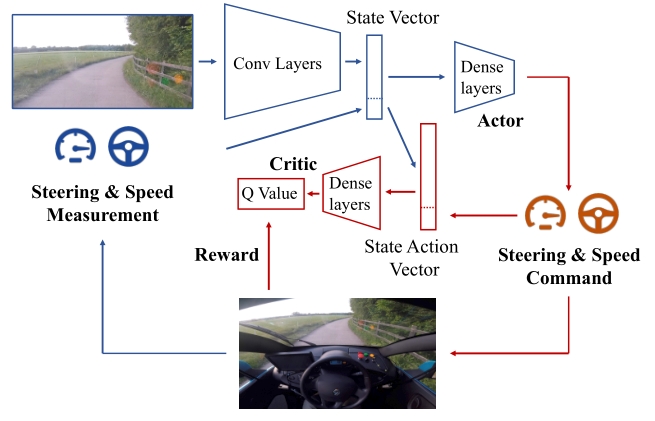 State Vector
Conv Layers
Dense
layers
Actor
Critic
Q Value
Dense
layers
Steering & Speed
Measurement
State Action
Vector
Reward
Steering & Speed
Command